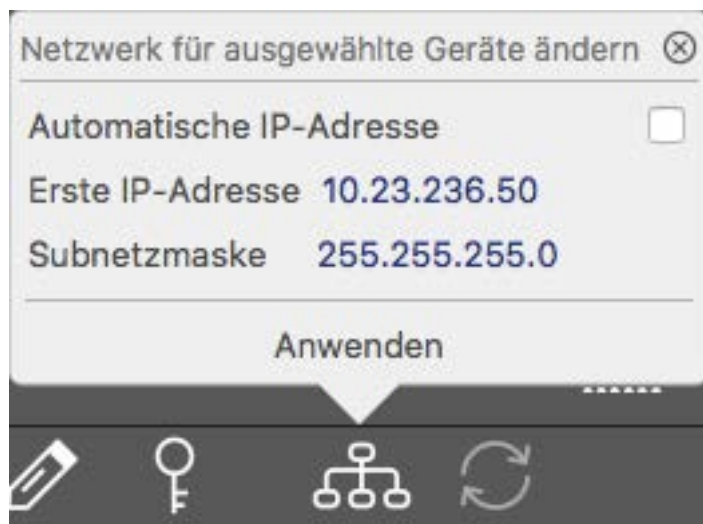 Netzwerk für ausgewählte Geräte ändern
Automatische IP-Adresse
Erste IP-Adresse 10.23.236.50
Subnetzmaske 255.255.255.0
Anwenden